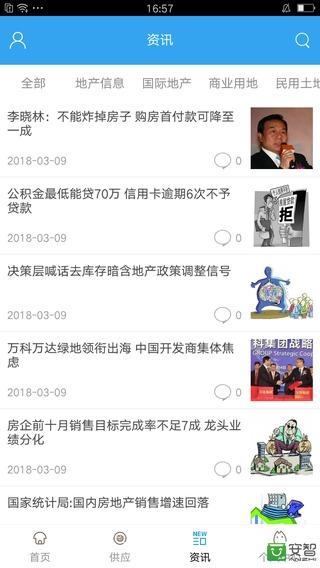 16:57
资讯
全部 地产信息 国际地产 商业用地 民用土地
李晓林：不能炸掉房子 购房首付款可降至
一成
2018-03-09 0
公积金最低能贷70万 信用卡逾期6次不予
贷款
拒
2018-03-09 0
决策层喊话去库存暗含地产政策调整信号
2018-03-09 0
万科万达绿地领衔出海 中国开发商集体焦
虑
科集团战略
GROUP Strategic Coop
2018-03-09 0
房企前十月销售目标完成率不足7成 龙头业
绩分化
2018-03-09 0
国家统计局:国内房地产销售增速回落
NEW
首页 供应 资讯 个
安智